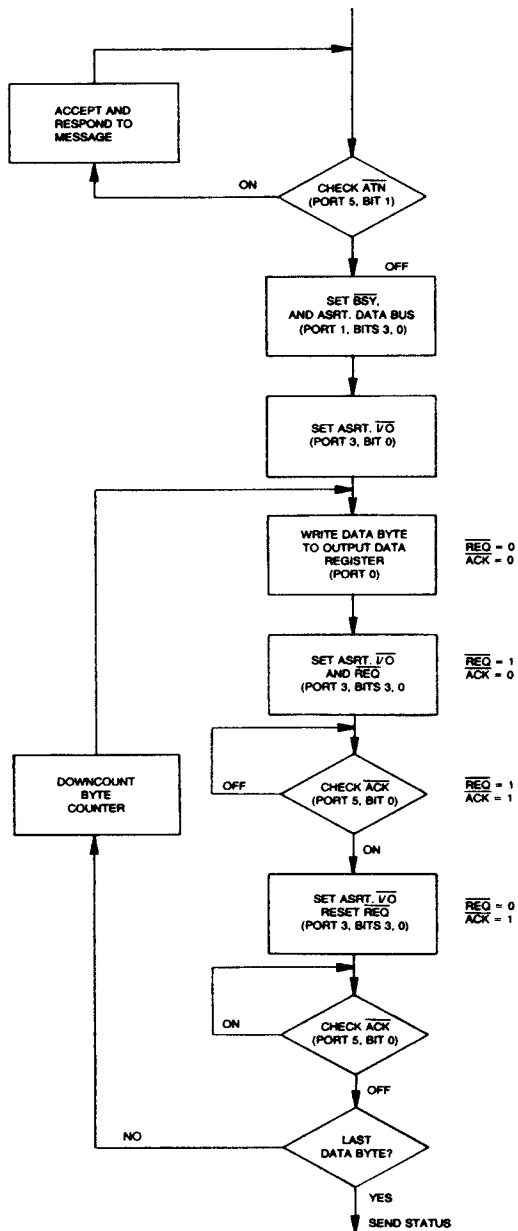 ACCEPT AND
RESPOND TO
MESSAGE
ON
CHECK ATN
(PORT 5, BIT 1)
OFF
SET BSY,
AND ASRT. DATA BUS
(PORT 1, BITS 3, 0)
SET ASRT. I/O
(PORT 3, BIT 0)
WRITE DATA BYTE
TO OUTPUT DATA
REGISTER
(PORT 0)
REQ = 0
ACK = 0
SET ASRT. I/O
AND REQ
(PORT 3, BITS 3, 0
REQ = 1
ACK = 0
DOWNCOUNT
BYTE
COUNTER
OFF
CHECK ACK
(PORT 5, BIT 0)
REQ = 1
ACK = 1
ON
SET ASRT. I/O
RESET REQ
(PORT 3, BITS 3, 0)
REQ = 0
ACK = 1
ON
CHECK ACK
(PORT 5, BIT 0)
OFF
NO
LAST
DATA BYTE?
YES
SEND STATUS